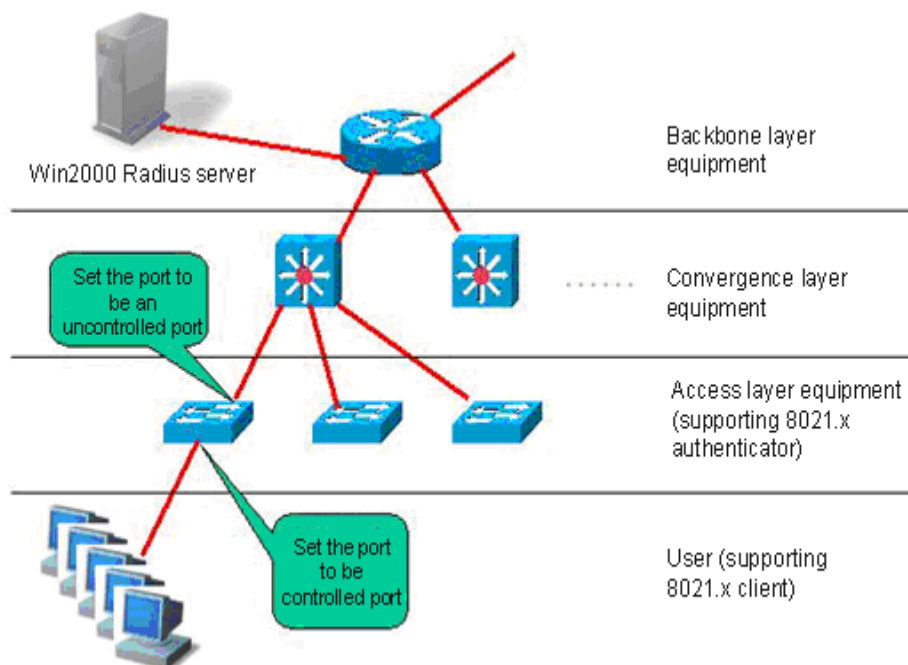 Win2000 Radius server
Backbone layer
equipment
Set the port to
be an
uncontrolled port
......
Convergence layer
equipment
Access layer equipment
(supporting 8021.x
authenticator)
Set the port
to be
controlled port
User (supporting
8021.x client)